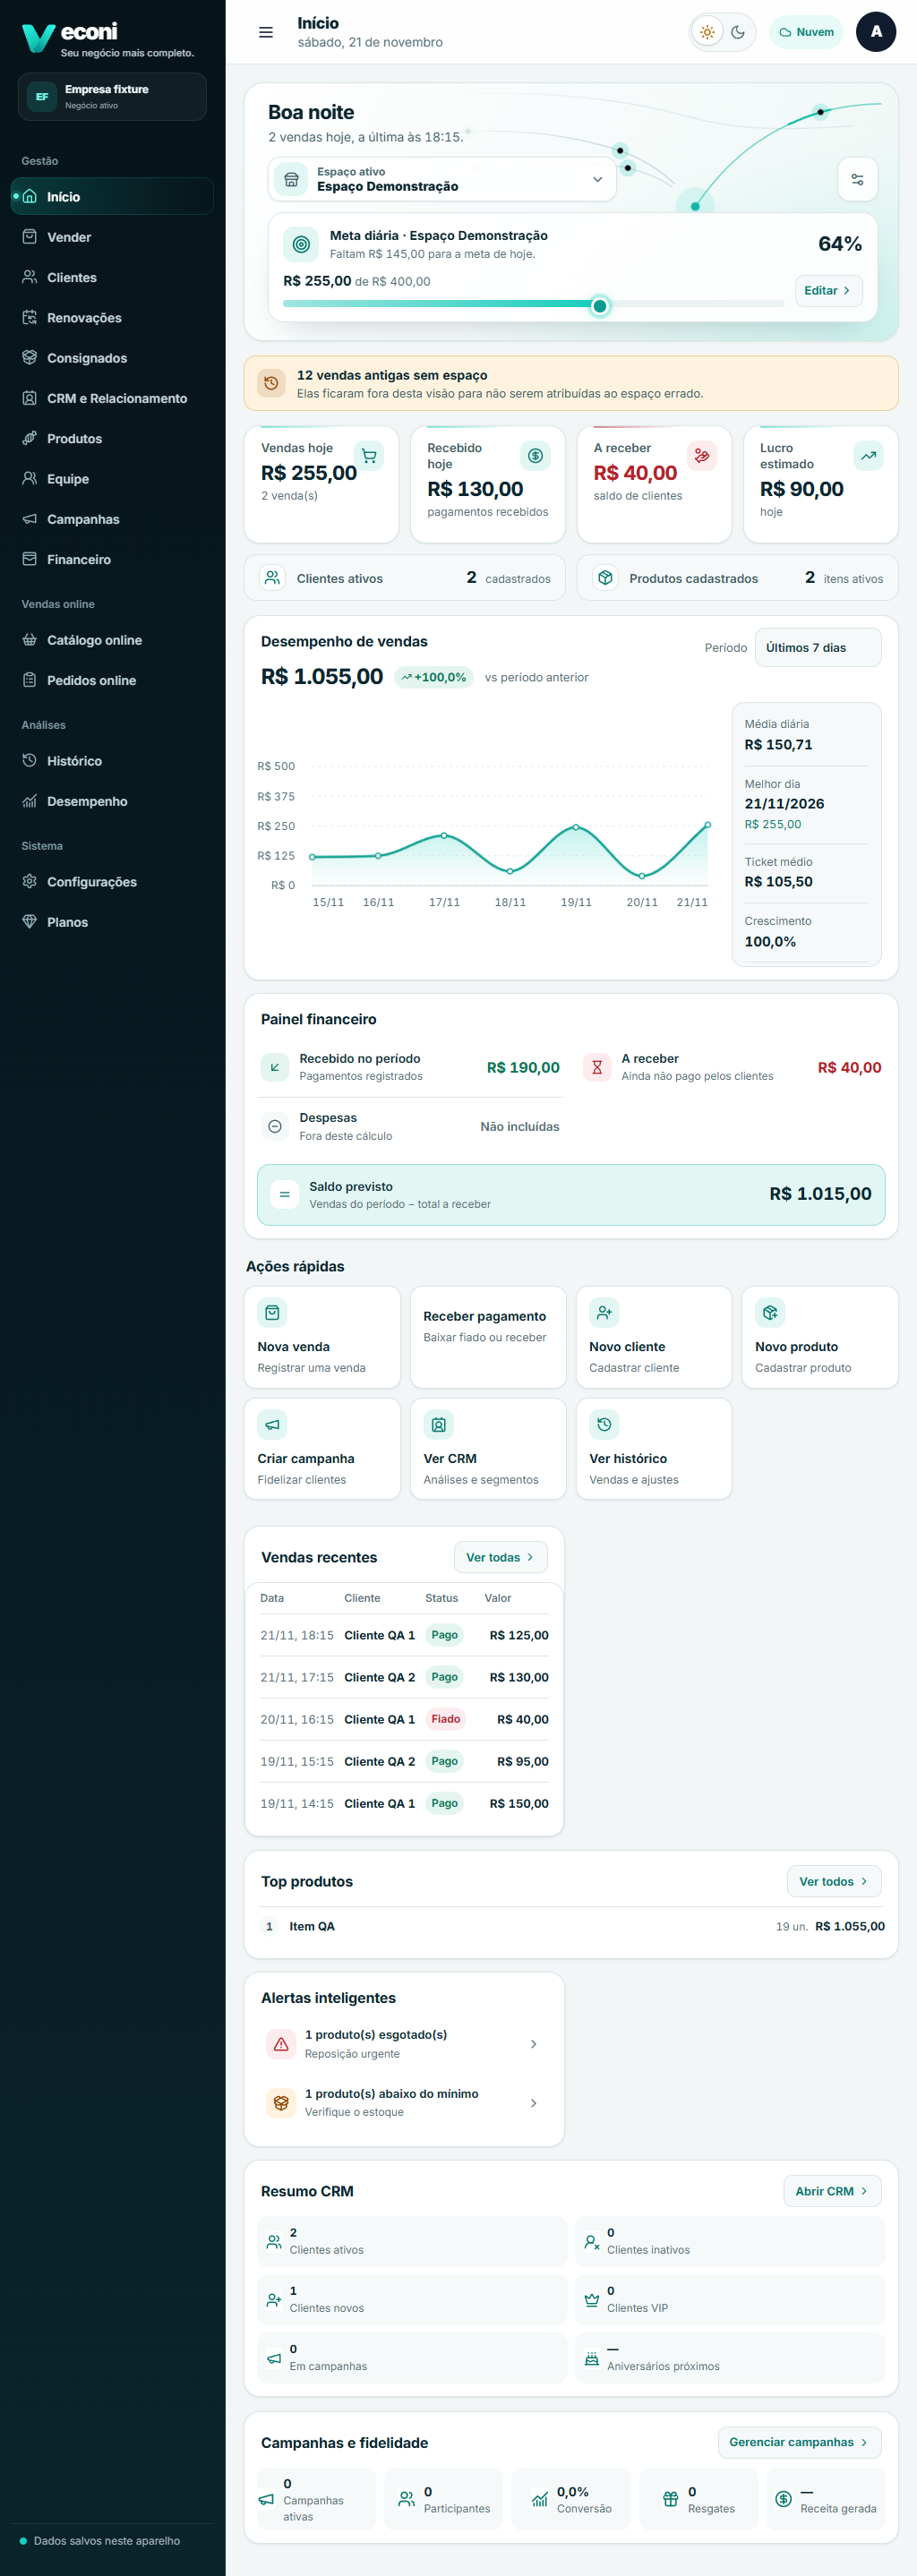 Veconi
Seu negócio mais completo.
EF
Empresa fixture
Negócio ativo
Gestão
Início
Vender
Clientes
Renovações
Consignados
CRM e Relacionamento
Produtos
Equipe
Campanhas
Financeiro
Vendas online
Catálogo online
Pedidos online
Análises
Histórico
Desempenho
Sistema
Configurações
Planos
Dados salvos neste aparelho
Início
sábado, 21 de novembro
Nuvem
A
Boa noite
2 vendas hoje, a última às 18:15.
Espaço ativo
Espaço Demonstração
Meta diária · Espaço Demonstração
Faltam R$ 145,00 para a meta de hoje.
64%
R$ 255,00 de R$ 400,00
Editar
12 vendas antigas sem espaço
Elas ficaram fora desta visão para não serem atribuídas ao espaço errado.
Vendas hoje
R$ 255,00
2 venda(s)
Recebido
hoje
R$ 130,00
pagamentos recebidos
A receber
R$ 40,00
saldo de clientes
Lucro
estimado
R$ 90,00
hoje
Clientes ativos
2 cadastrados
Produtos cadastrados
2 itens ativos
Desempenho de vendas
Período
Últimos 7 dias
R$ 1.055,00
+100,0%
vs período anterior
R$ 500
R$ 375
R$ 250
R$ 125
R$ 0
15/11 16/11 17/11 18/11 19/11 20/11 21/11
Média diária
R$ 150,71
Melhor dia
21/11/2026
R$ 255,00
Ticket médio
R$ 105,50
Crescimento
100,0%
Painel financeiro
Recebido no período
Pagamentos registrados
R$ 190,00
A receber
Ainda não pago pelos clientes
R$ 40,00
Despesas
Fora deste cálculo
Não incluídas
Saldo previsto
Vendas do período − total a receber
R$ 1.015,00
Ações rápidas
Nova venda
Registrar uma venda
Receber pagamento
Baixar fiado ou receber
Novo cliente
Cadastrar cliente
Novo produto
Cadastrar produto
Criar campanha
Fidelizar clientes
Ver CRM
Análises e segmentos
Ver histórico
Vendas e ajustes
Vendas recentes
Ver todas
Data Cliente Status Valor
21/11, 18:15 Cliente QA 1 Pago R$ 125,00
21/11, 17:15 Cliente QA 2 Pago R$ 130,00
20/11, 16:15 Cliente QA 1 Fiado R$ 40,00
19/11, 15:15 Cliente QA 2 Pago R$ 95,00
19/11, 14:15 Cliente QA 1 Pago R$ 150,00
Top produtos
Ver todos
1 Item QA 19 un. R$ 1.055,00
Alertas inteligentes
1 produto(s) esgotado(s)
Reposição urgente
1 produto(s) abaixo do mínimo
Verifique o estoque
Resumo CRM
Abrir CRM
2
Clientes ativos
0
Clientes inativos
1
Clientes novos
0
Clientes VIP
0
Em campanhas
—
Aniversários próximos
Campanhas e fidelidade
Gerenciar campanhas
0
Campanhas
ativas
0
Participantes
0,0%
Conversão
0
Resgates
—
Receita gerada